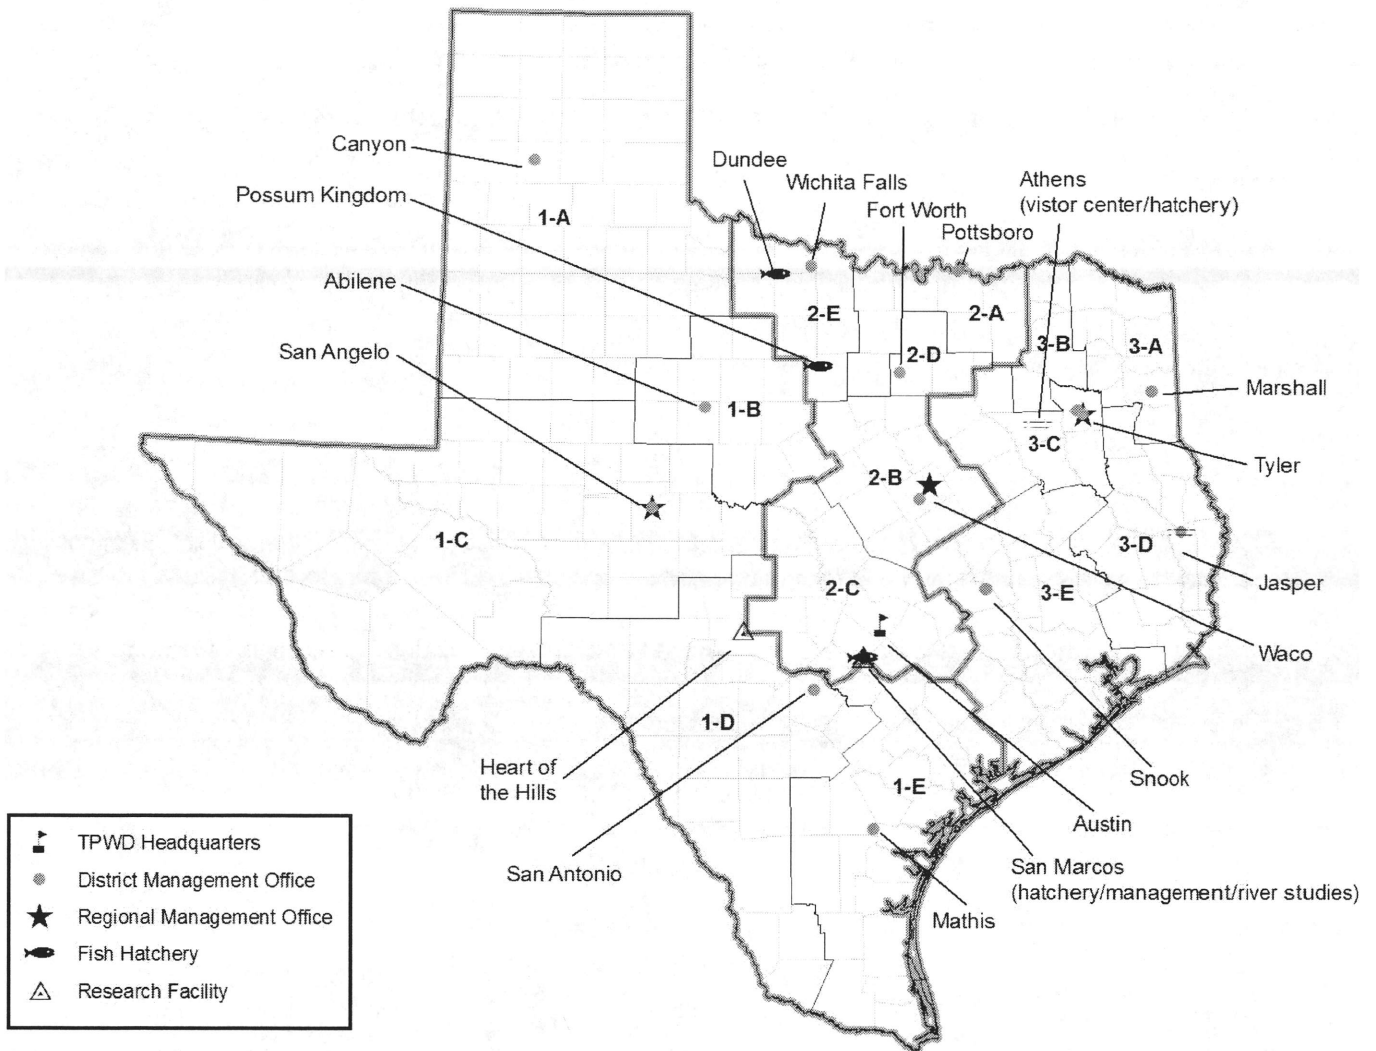 Canyon
Possum Kingdom
Abilene
San Angelo
Dundee
Wichita Falls
Fort Worth
Pottsboro
Athens
(vistor center/hatchery)
1-A
2-E
2-D
2-A
3-B
3-A
1-B
Marshall
3-C
Tyler
2-B
1-C
3-D
2-C
3-E
Jasper
Waco
1-D
Heart of
the Hills
1-E
Snook
Austin
San Antonio
San Marcos
(hatchery/management/river studies)
Mathis
TPWD Headquarters
District Management Office
Regional Management Office
Fish Hatchery
Research Facility